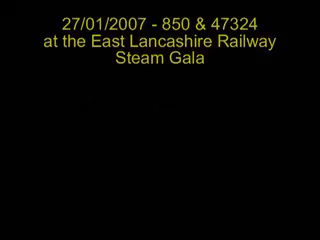 27/01/2007 - 850 & 47324
at the East Lancashire Railway
Steam Gala